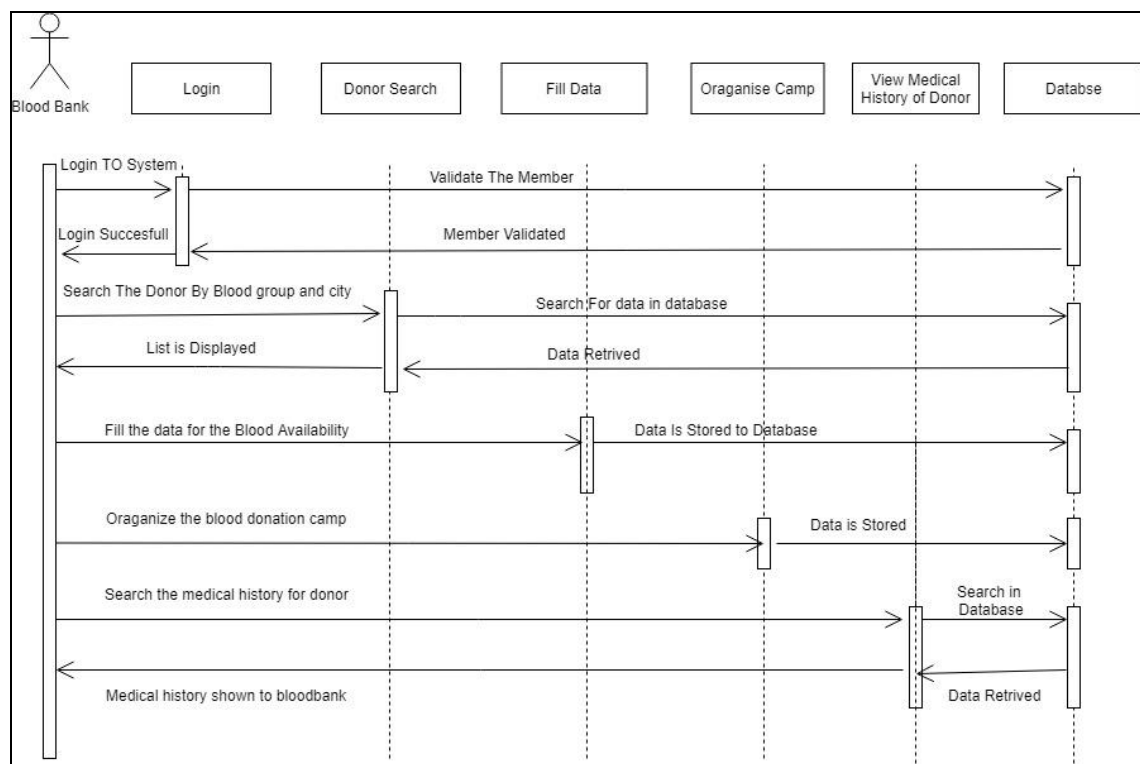 Blood Bank
Login
Donor Search
Fill Data
Oraganise Camp
View Medical
History of Donor
Databse
Login TO System
Validate The Member
Login Succesfull
Member Validated
Search The Donor By Blood group and city
Search For data in database
List is Displayed
Data Retrived
Fill the data for the Blood Availability
Data Is Stored to Database
Oraganize the blood donation camp
Data is Stored
Search the medical history for donor
Search in
Database
Medical history shown to bloodbank
Data Retrived